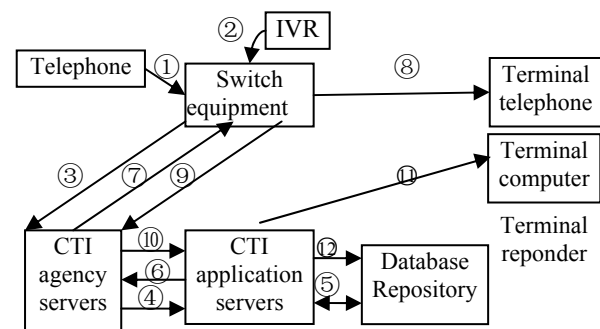 ② IVR
Telephone ① Switch
equipment
⑧ Terminal
telephone
③ ⑦ ⑨ ⑪ Terminal
computer
Terminal
reponder
CTI
agency
servers
⑩
⑥
④
CTI
application
servers
⑫
⑤
Database
Repository